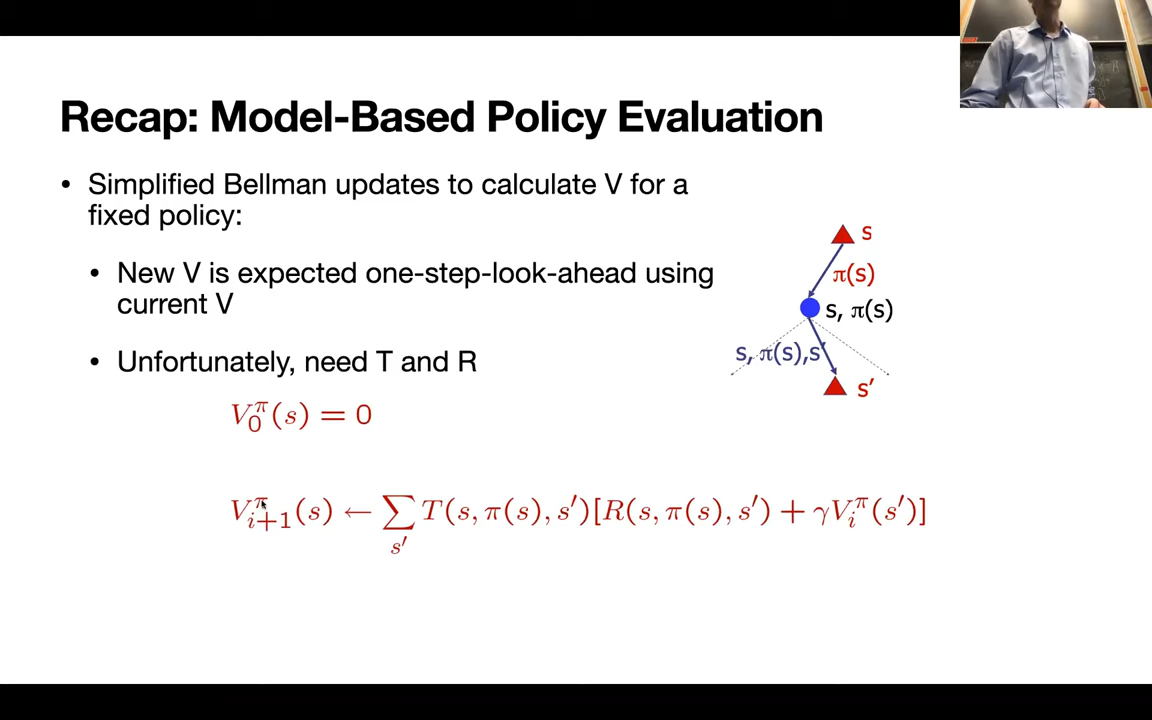 Recap: Model-Based Policy Evaluation
• Simplified Bellman updates to calculate V for a
fixed policy:
• New V is expected one-step-look-ahead using
current V
• Unfortunately, need T and R
s
π(s)
s, π(s)
s, π(s),s′
s′
V₀^π(s) = 0
V_{i+1}^π(s) ← ∑_{s′} T(s, π(s), s′)[R(s, π(s), s′) + γV_i^π(s′)]